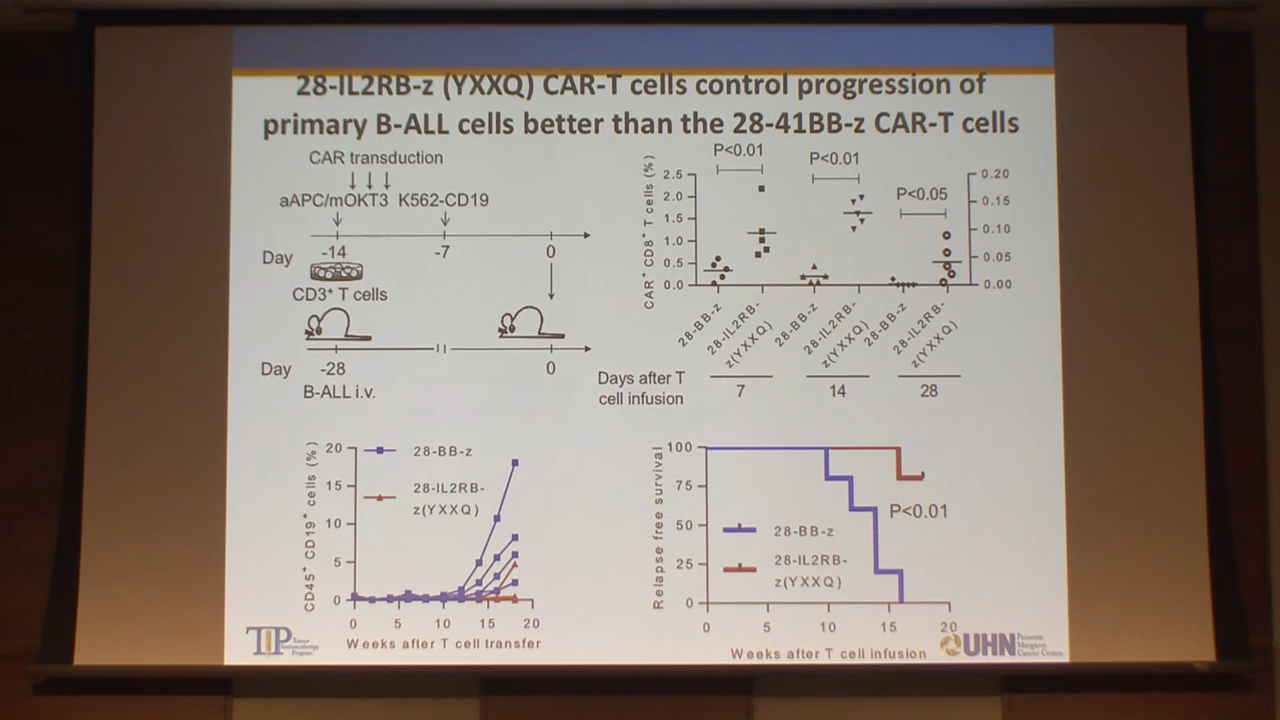 28-IL2RB-z (YXXQ) CAR-T cells control progression of
primary B-ALL cells better than the 28-41BB-z CAR-T cells
CAR transduction
aAPC/mOKT3 K562-CD19
Day -14 -7 0
CD3⁺ T cells
Day -28 0
B-ALL i.v.
CAR⁺ CD8⁺ T cells (%)
P<0.01 P<0.01 P<0.05
2.5
2.0
1.5
1.0
0.5
0.0
0.20
0.15
0.10
0.05
0.00
28-BB-z
28-IL2RB-
z(YXXQ)
28-BB-z
28-IL2RB-
z(YXXQ)
28-BB-z
28-IL2RB-
z(YXXQ)
Days after T
cell infusion
7 14 28
CD45⁺ CD19⁺ cells (%)
20
15
10
5
0
28-BB-z
28-IL2RB-
z(YXXQ)
0 5 10 15 20
Weeks after T cell transfer
Relapse free survival
100
75
50
25
0
P<0.01
28-BB-z
28-IL2RB-
z(YXXQ)
0 5 10 15 20
Weeks after T cell infusion
TIP
Tumor
Immunotherapy
Program
UHN
Princess
Margaret
Cancer Centre